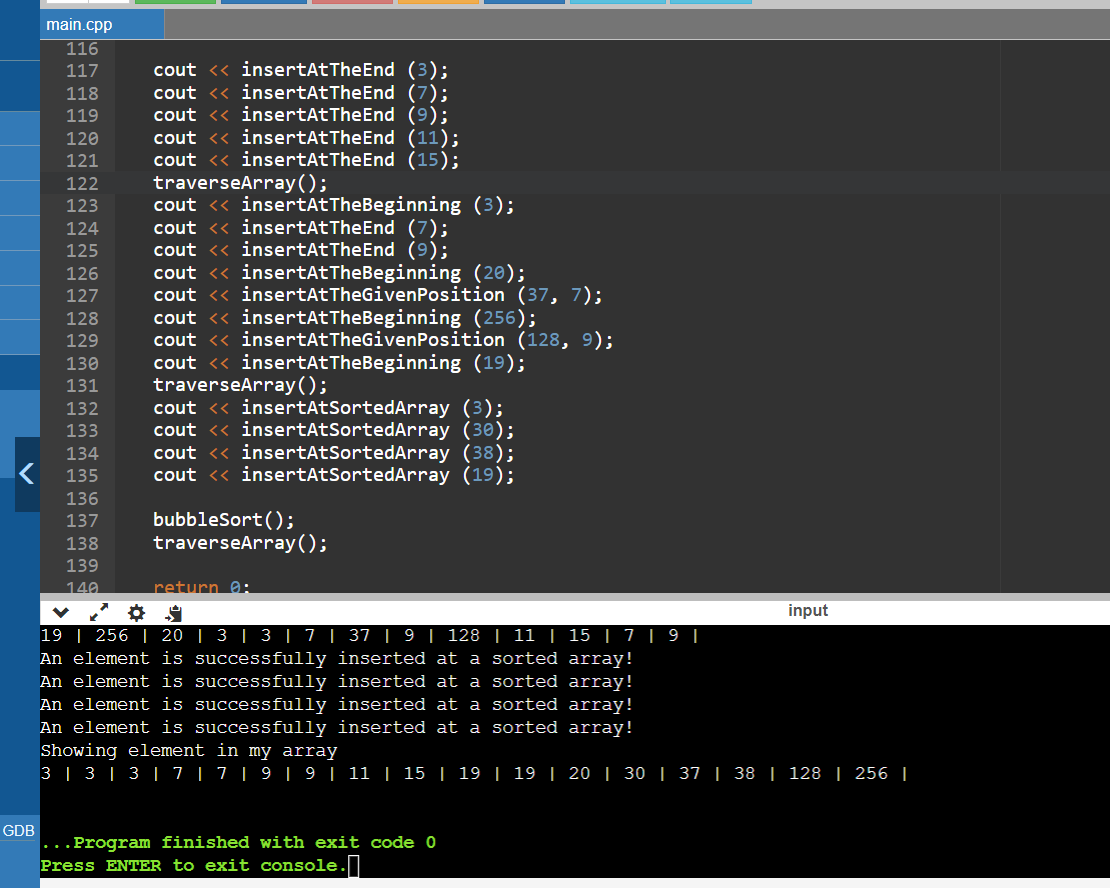 main.cpp
116
117 cout << insertAtTheEnd (3);
118 cout << insertAtTheEnd (7);
119 cout << insertAtTheEnd (9);
120 cout << insertAtTheEnd (11);
121 cout << insertAtTheEnd (15);
122 traverseArray();
123 cout << insertAtTheBeginning (3);
124 cout << insertAtTheEnd (7);
125 cout << insertAtTheEnd (9);
126 cout << insertAtTheBeginning (20);
127 cout << insertAtTheGivenPosition (37, 7);
128 cout << insertAtTheBeginning (256);
129 cout << insertAtTheGivenPosition (128, 9);
130 cout << insertAtTheBeginning (19);
131 traverseArray();
132 cout << insertAtSortedArray (3);
133 cout << insertAtSortedArray (30);
134 cout << insertAtSortedArray (38);
135 cout << insertAtSortedArray (19);
136
137 bubbleSort();
138 traverseArray();
139
140 return 0;
input
19 | 256 | 20 | 3 | 3 | 7 | 37 | 9 | 128 | 11 | 15 | 7 | 9 |
An element is successfully inserted at a sorted array!
An element is successfully inserted at a sorted array!
An element is successfully inserted at a sorted array!
An element is successfully inserted at a sorted array!
Showing element in my array
3 | 3 | 3 | 7 | 7 | 9 | 9 | 11 | 15 | 19 | 19 | 20 | 30 | 37 | 38 | 128 | 256 |
GDB
...Program finished with exit code 0
Press ENTER to exit console.